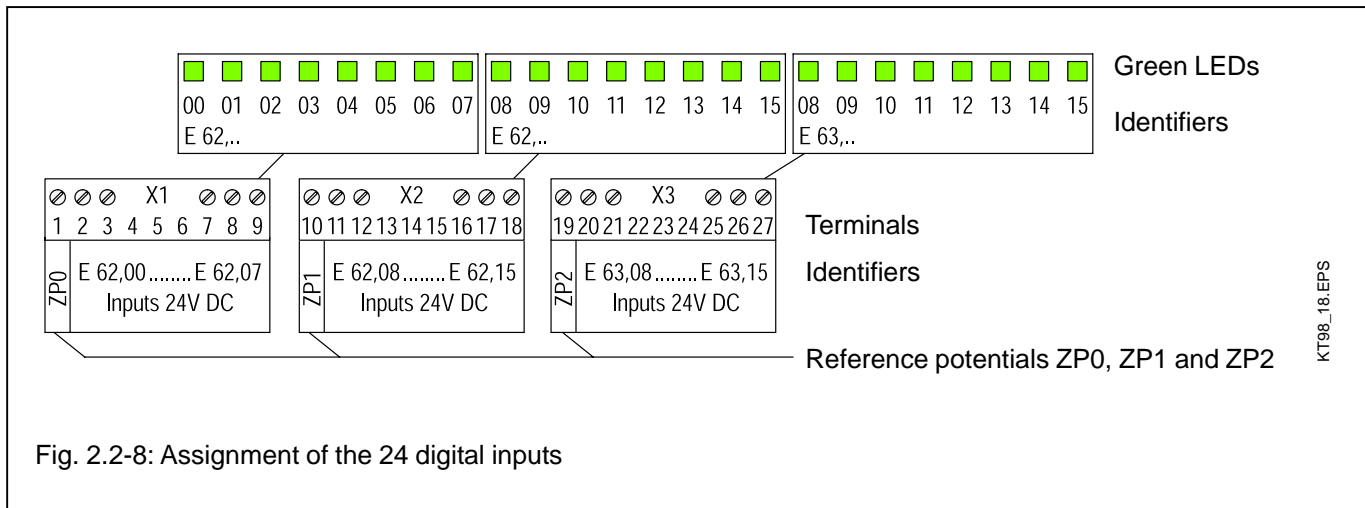 Green LEDs
00 01 02 03 04 05 06 07 08 09 10 11 12 13 14 15 08 09 10 11 12 13 14 15
Identifiers
E 62,.. E 62,.. E 63,..
X1 X2 X3
1 2 3 4 5 6 7 8 9 10 11 12 13 14 15 16 17 18 19 20 21 22 23 24 25 26 27
Terminals
ZP0 E 62,00........E 62,07 ZP1 E 62,08........E 62,15 ZP2 E 63,08........E 63,15
Identifiers
Inputs 24V DC Inputs 24V DC Inputs 24V DC
Reference potentials ZP0, ZP1 and ZP2
KT98_18.EPS
Fig. 2.2-8: Assignment of the 24 digital inputs